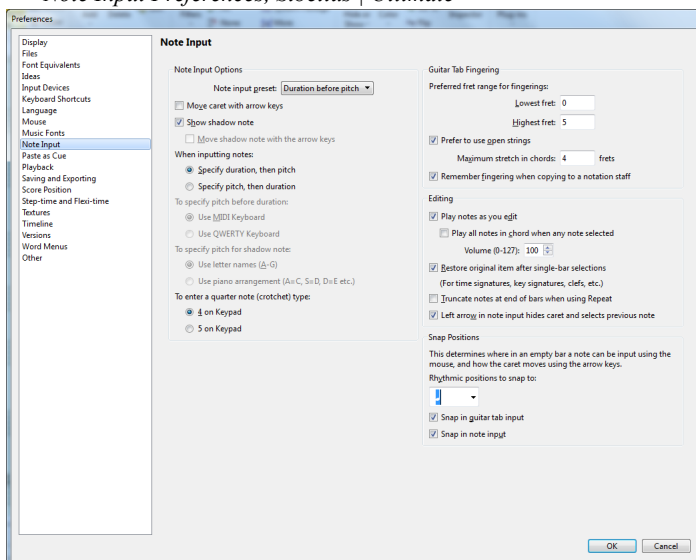 Note Input Preferences, Sibelius | Ultimate
Preferences
Display
Files
Font Equivalents
Ideas
Input Devices
Keyboard Shortcuts
Language
Mouse
Music Fonts
Note Input
Paste as Cue
Playback
Saving and Exporting
Score Position
Step-time and Flexi-time
Textures
Timeline
Versions
Word Menus
Other
Note Input
Note Input Options
Note input preset: Duration before pitch
Move caret with arrow keys
Show shadow note
Move shadow note with the arrow keys
When inputting notes:
Specify duration, then pitch
Specify pitch, then duration
To specify pitch before duration:
Use MIDI Keyboard
Use QWERTY Keyboard
To specify pitch for shadow note:
Use letter names (A-G)
Use piano arrangement (A=C, S=D, D=E etc.)
To enter a quarter note (crotchet) type:
4 on Keypad
5 on Keypad
Guitar Tab Fingering
Preferred fret range for fingerings:
Lowest fret: 0
Highest fret: 5
Prefer to use open strings
Maximum stretch in chords: 4 frets
Remember fingering when copying to a notation staff
Editing
Play notes as you edit
Play all notes in chord when any note selected
Volume (0-127): 100
Restore original item after single-bar selections
(For time signatures, key signatures, clefs, etc.)
Truncate notes at end of bars when using Repeat
Left arrow in note input hides caret and selects previous note
Snap Positions
This determines where in an empty bar a note can be input using the
mouse, and how the caret moves using the arrow keys.
Rhythmic positions to snap to:
Snap in guitar tab input
Snap in note input
OK Cancel